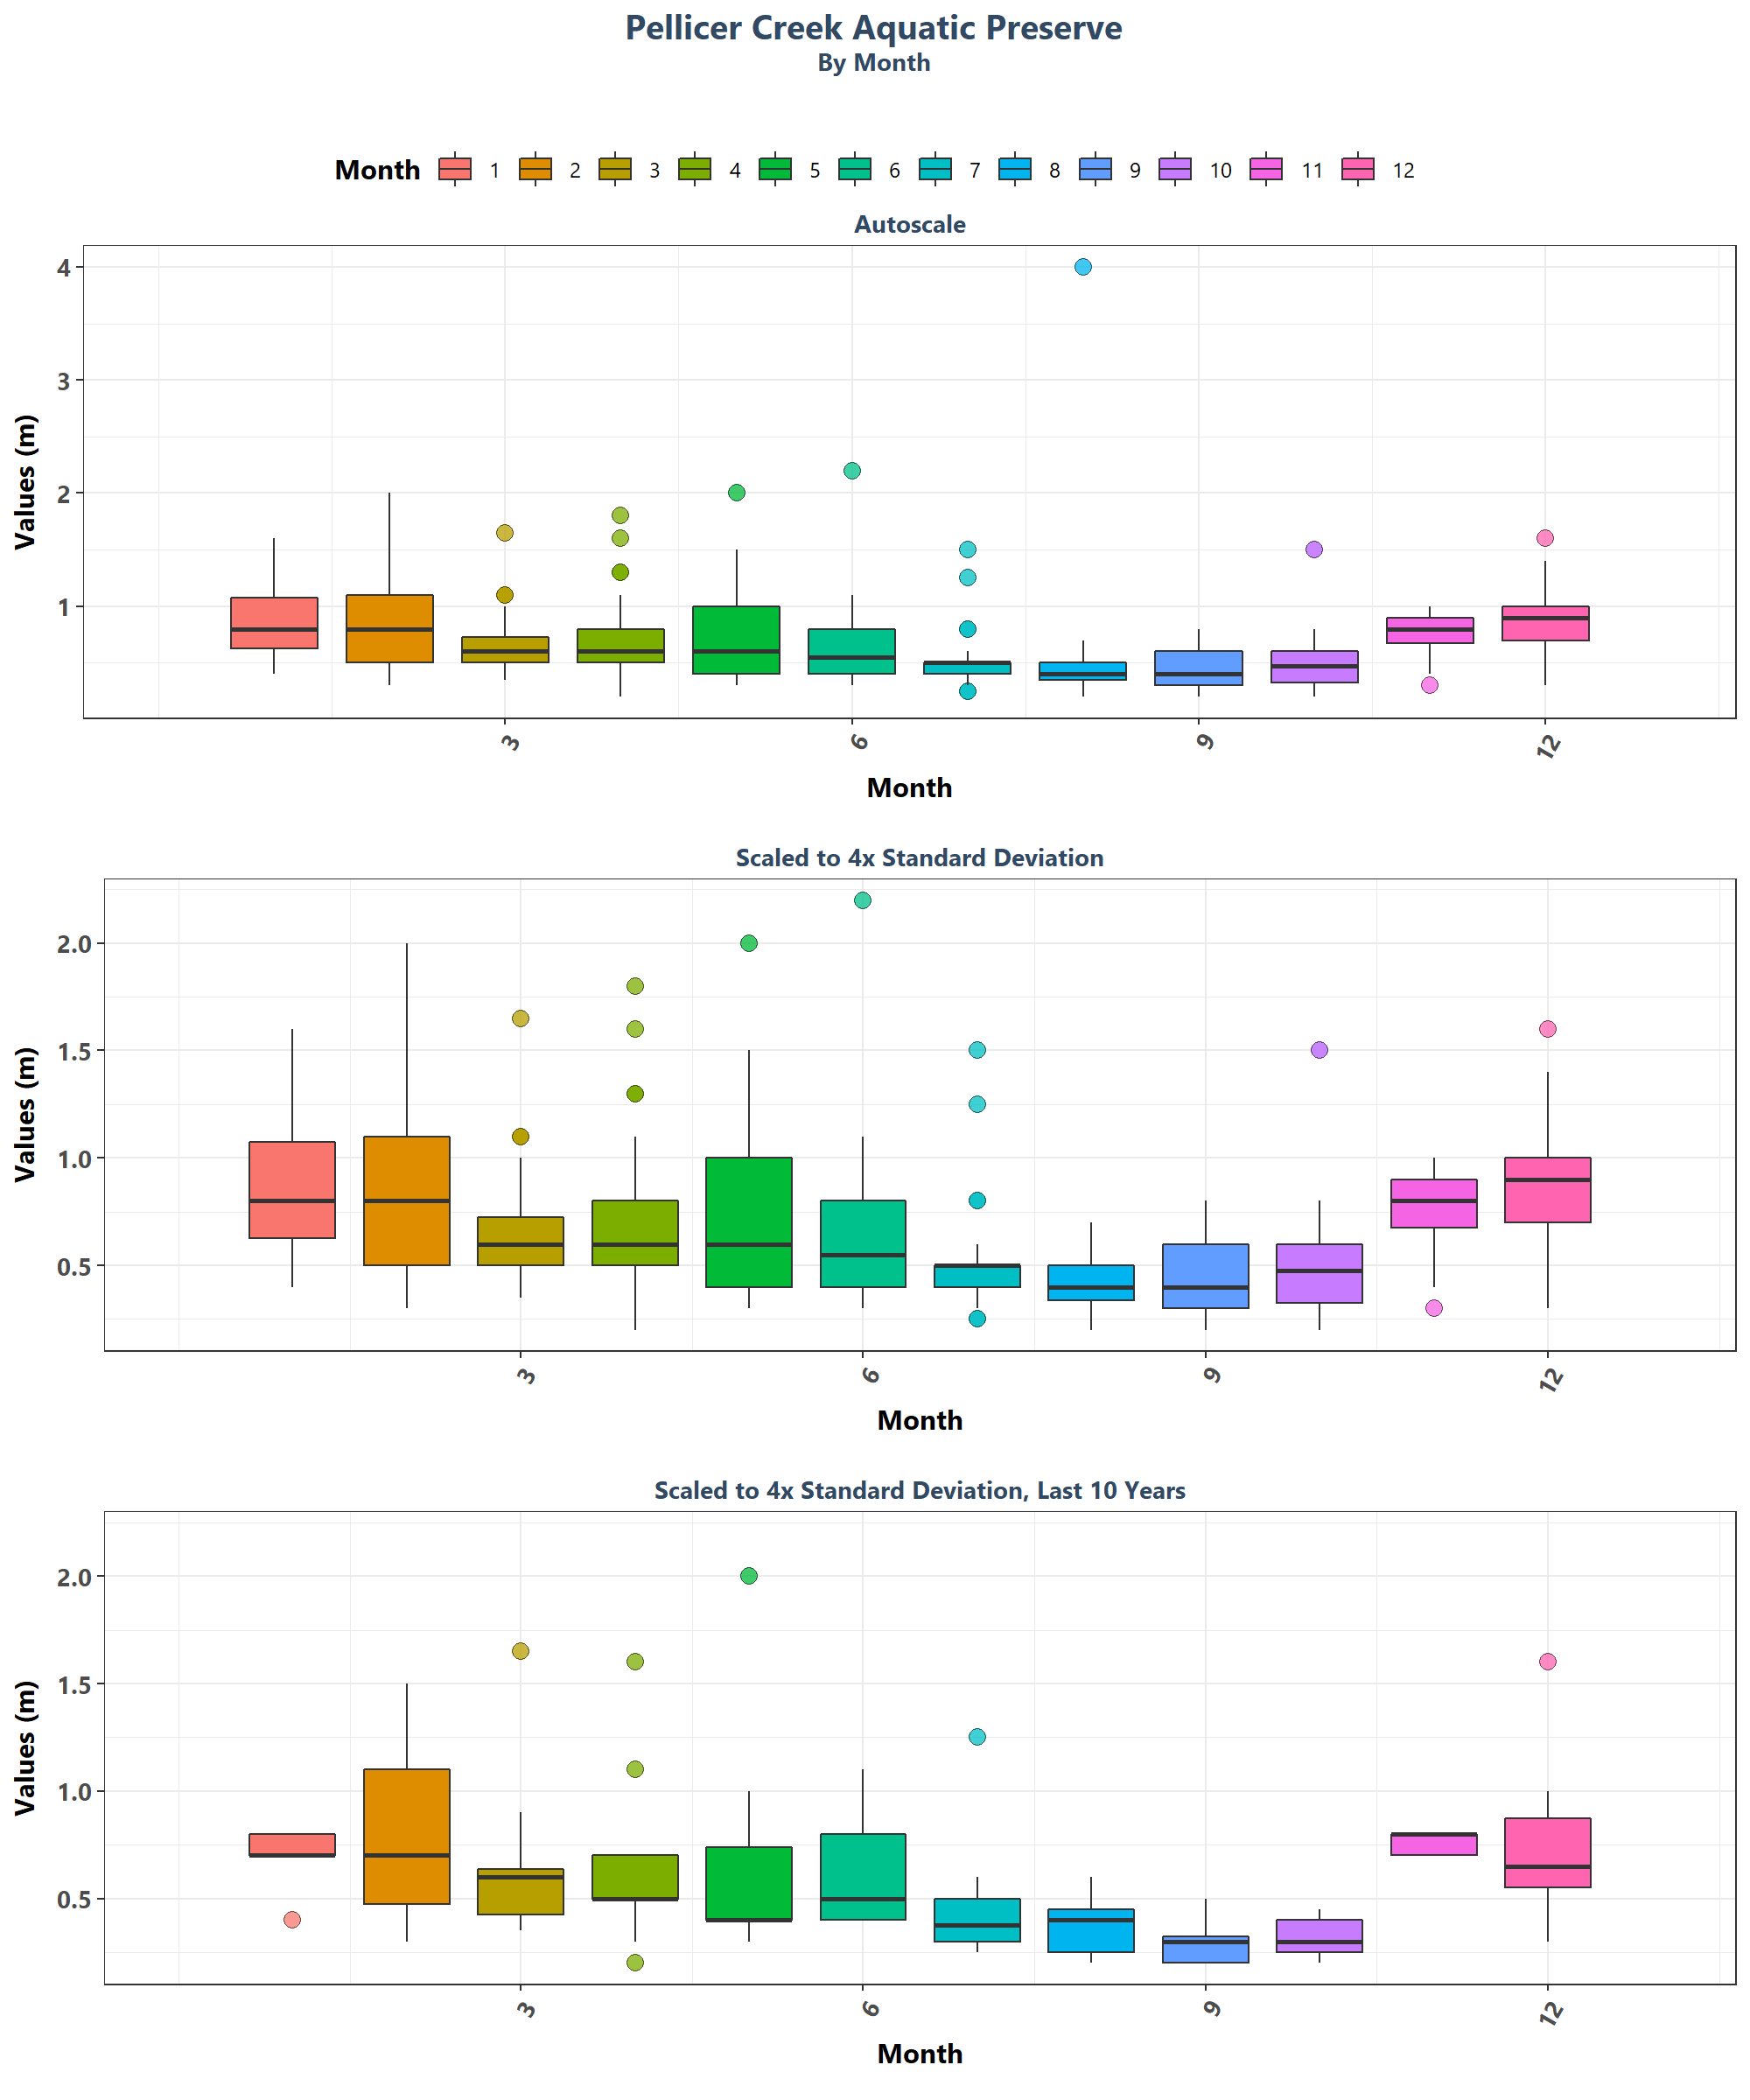 Pellicer Creek Aquatic Preserve
By Month
Month 1 2 3 4 5 6 7 8 9 10 11 12
Autoscale
Values (m)
4
3
2
1
3 6 9 12
Month
Scaled to 4x Standard Deviation
Values (m)
2.0
1.5
1.0
0.5
3 6 9 12
Month
Scaled to 4x Standard Deviation, Last 10 Years
Values (m)
2.0
1.5
1.0
0.5
3 6 9 12
Month